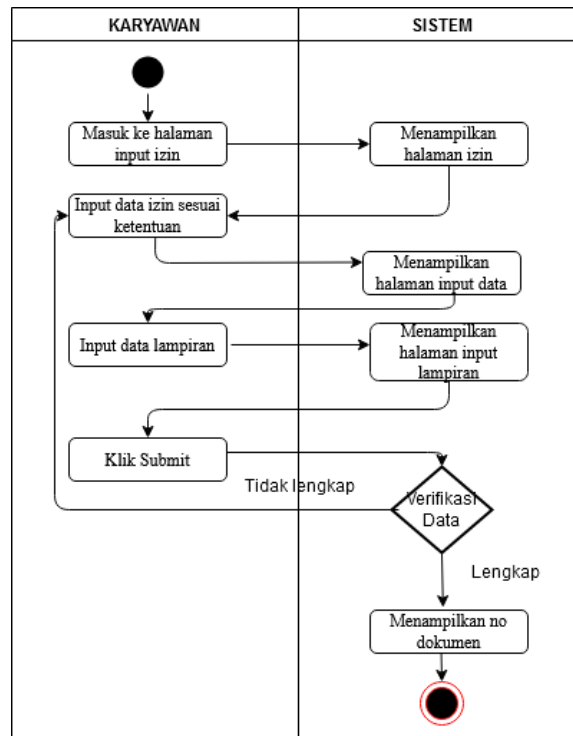 KARYAWAN
SISTEM
Masuk ke halaman
input izin
Menampilkan
halaman izin
Input data izin sesuai
ketentuan
Menampilkan
halaman input data
Input data lampiran
Menampilkan
halaman input
lampiran
Klik Submit
Tidak lengkap
Verifikasi
Data
Lengkap
Menampilkan no
dokumen